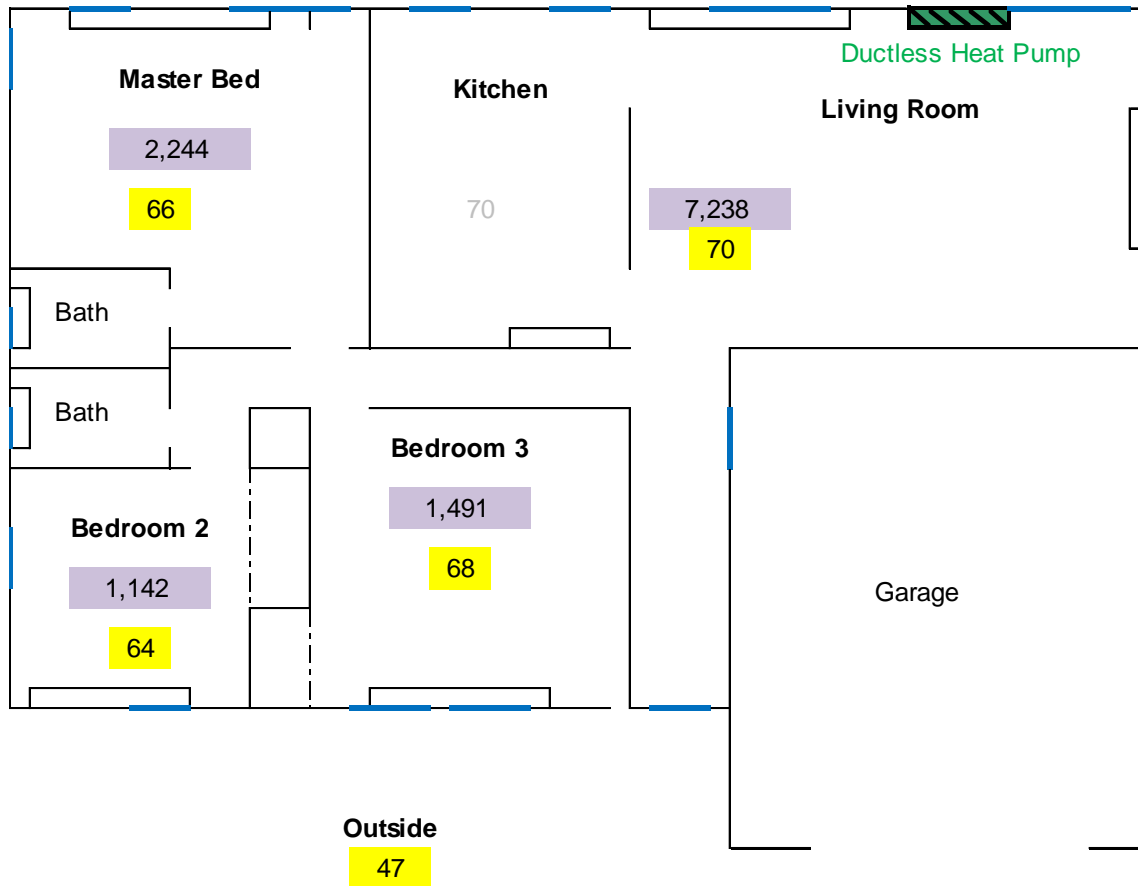 Ductless Heat Pump
Master Bed
Kitchen
Living Room
2,244
66
70
7,238
70
Bath
Bath
Bedroom 3
1,491
Bedroom 2
68
1,142
Garage
64
Outside
47